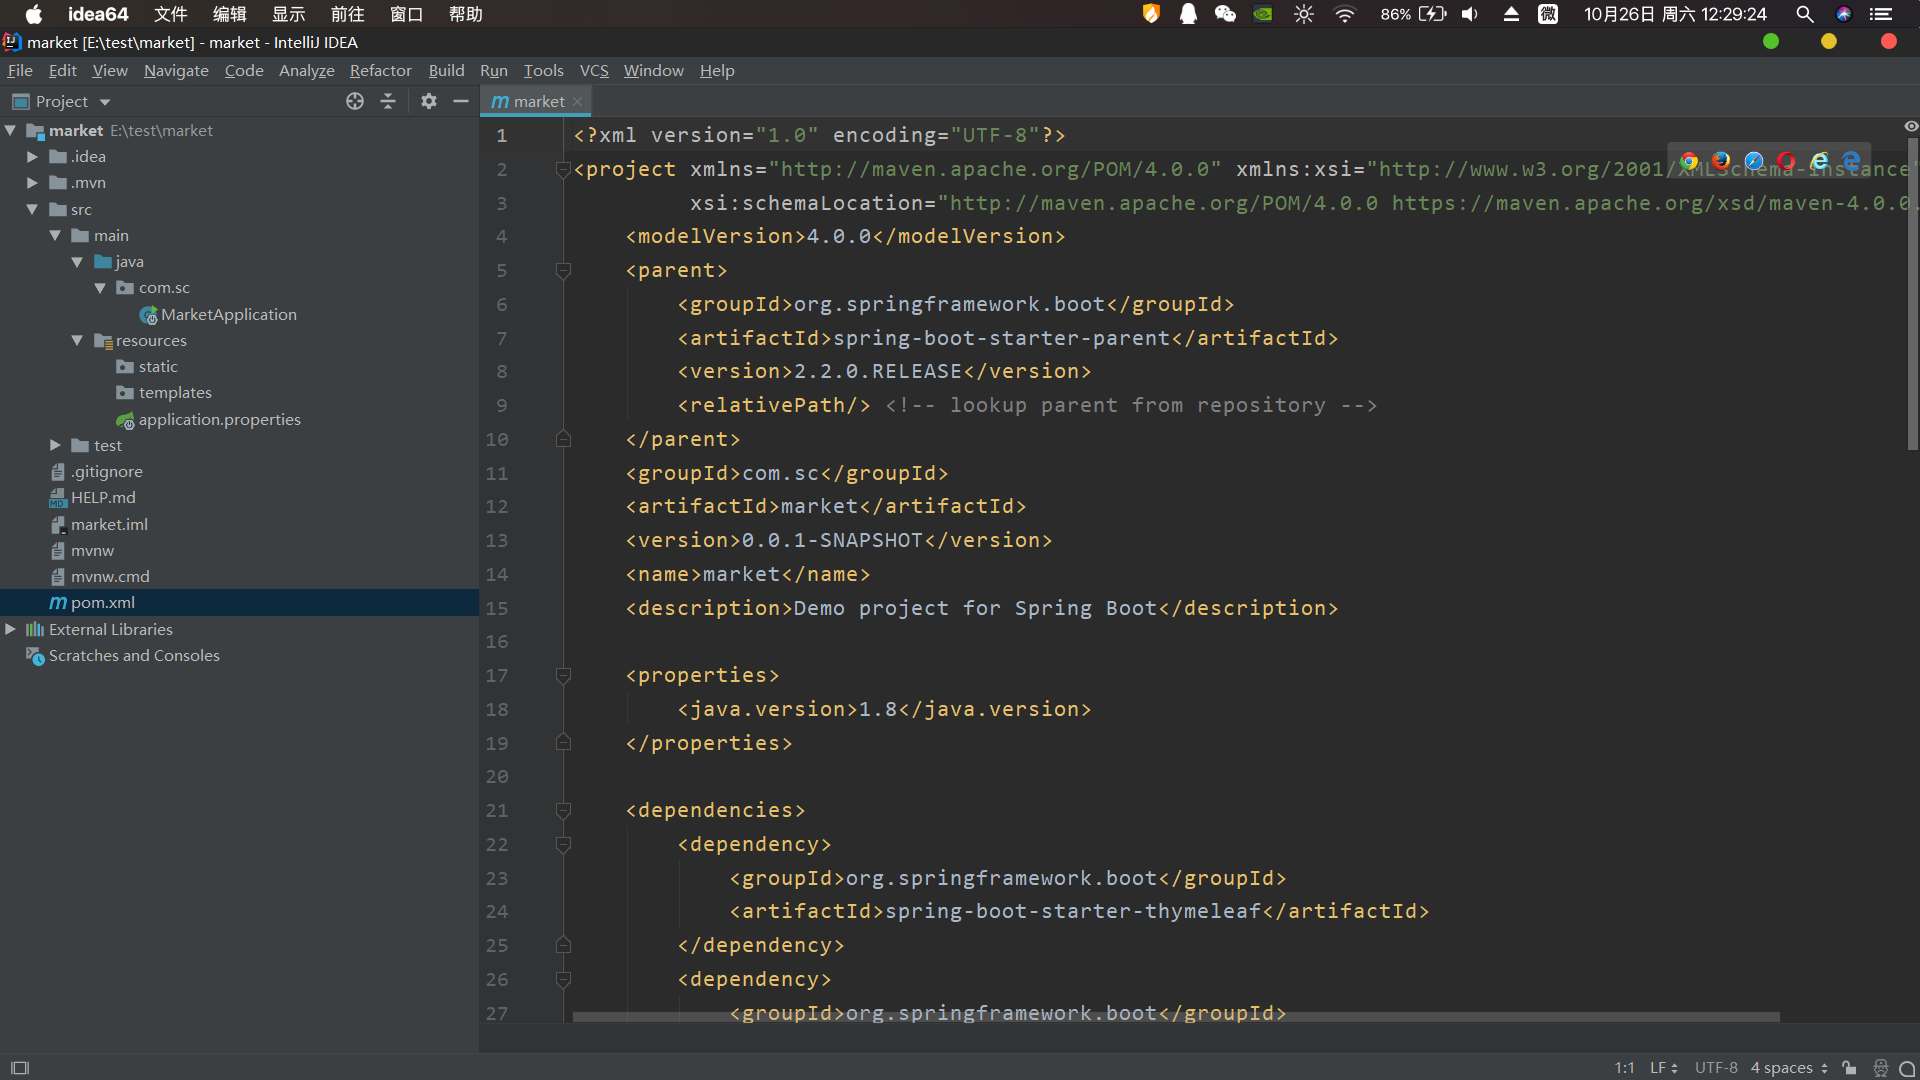 idea64 文件 编辑 显示 前往 窗口 帮助 86% 微 10月26日 周六 12:29:24
market [E:\test\market] - market - IntelliJ IDEA
File Edit View Navigate Code Analyze Refactor Build Run Tools VCS Window Help
Project
market
market E:\test\market
.idea
.mvn
src
main
java
com.sc
MarketApplication
resources
static
templates
application.properties
test
.gitignore
HELP.md
market.iml
mvnw
mvnw.cmd
pom.xml
External Libraries
Scratches and Consoles
1 <?xml version="1.0" encoding="UTF-8"?>
2 <project xmlns="http://maven.apache.org/POM/4.0.0" xmlns:xsi="http://www.w3.org/2001/XMLSchema-instance"
3 xsi:schemaLocation="http://maven.apache.org/POM/4.0.0 https://maven.apache.org/xsd/maven-4.0.0.
4 <modelVersion>4.0.0</modelVersion>
5 <parent>
6 <groupId>org.springframework.boot</groupId>
7 <artifactId>spring-boot-starter-parent</artifactId>
8 <version>2.2.0.RELEASE</version>
9 <relativePath/> <!-- lookup parent from repository -->
10 </parent>
11 <groupId>com.sc</groupId>
12 <artifactId>market</artifactId>
13 <version>0.0.1-SNAPSHOT</version>
14 <name>market</name>
15 <description>Demo project for Spring Boot</description>
16
17 <properties>
18 <java.version>1.8</java.version>
19 </properties>
20
21 <dependencies>
22 <dependency>
23 <groupId>org.springframework.boot</groupId>
24 <artifactId>spring-boot-starter-thymeleaf</artifactId>
25 </dependency>
26 <dependency>
27 <groupId>org.springframework.boot</groupId>
1:1 LF UTF-8 4 spaces